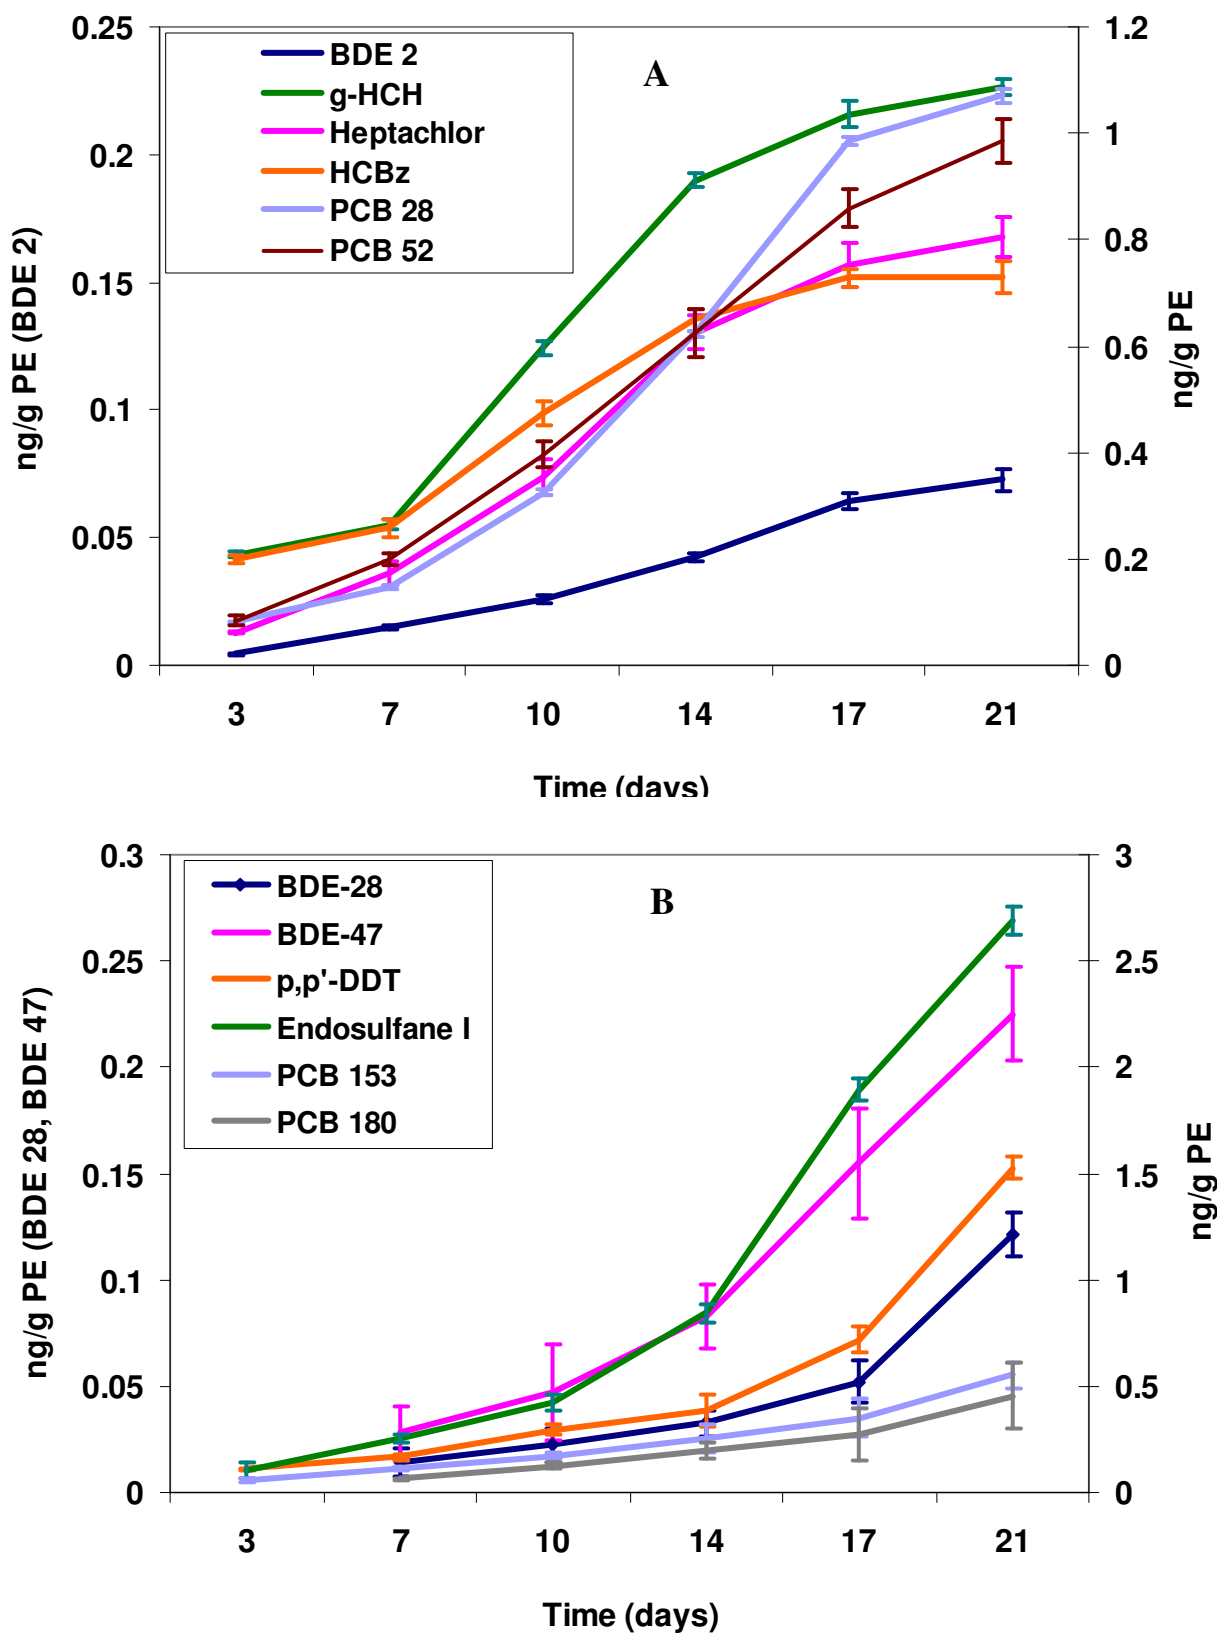 0.25
0.2
0.15
0.1
0.05
0
ng/g PE (BDE 2)
BDE 2
g-HCH
Heptachlor
HCBz
PCB 28
PCB 52
A
1.2
1
0.8
0.6
0.4
0.2
0
ng/g PE
3 7 10 14 17 21
Time (days)
0.3
0.25
0.2
0.15
0.1
0.05
0
ng/g PE (BDE 28, BDE 47)
BDE-28
BDE-47
p,p'-DDT
Endosulfane I
PCB 153
PCB 180
B
3
2.5
2
1.5
1
0.5
0
ng/g PE
3 7 10 14 17 21
Time (days)